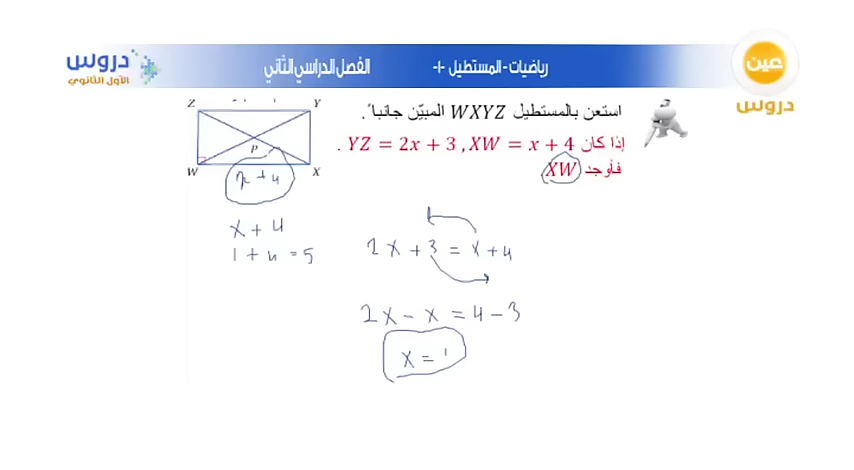 دروس
الأول الثانوي
الفصل الدراسي الثاني
رياضيات - المستطيل -١
عين
دروس
استعن بالمستطيل WXYZ المبيّن جانباً.
إذا كان YZ = 2x + 3 , XW = x + 4 .
فأوجد XW
Z Y
P
W X
x + 4
x + 4
1 + 4 = 5
2x + 3 = x + 4
2x - x = 4 - 3
x = 1